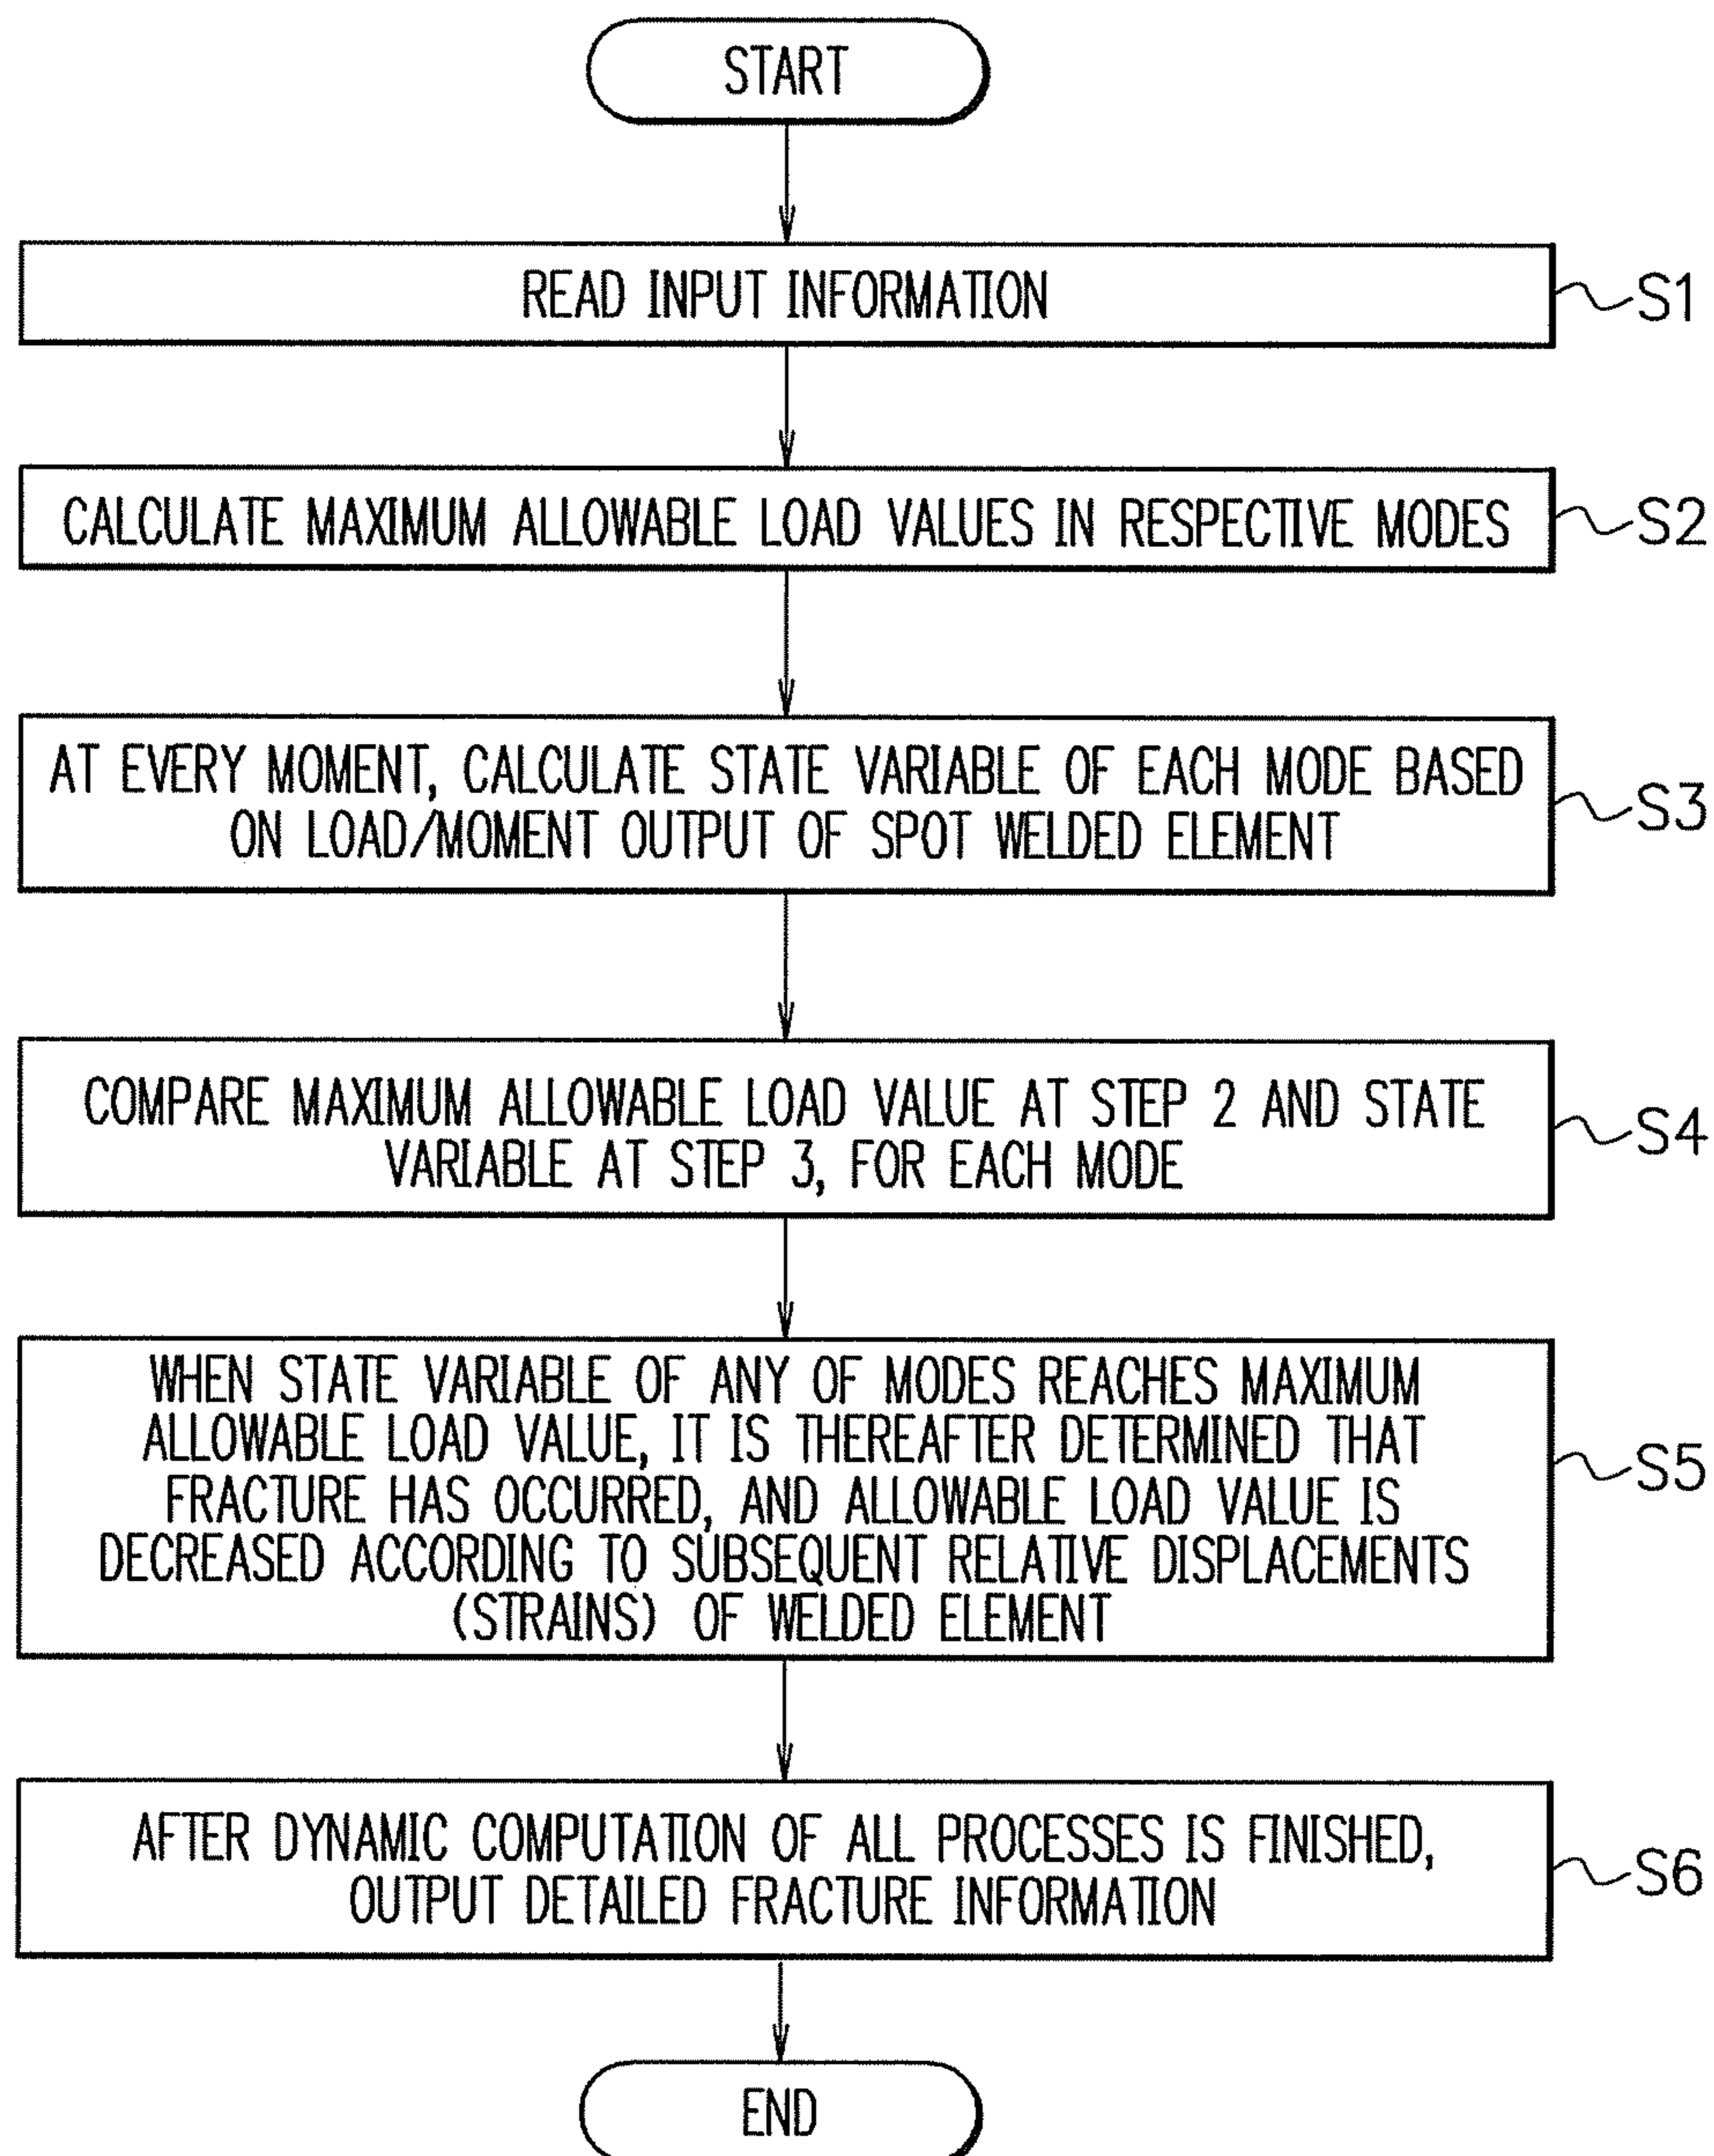 START
READ INPUT INFORMATION
S1
CALCULATE MAXIMUM ALLOWABLE LOAD VALUES IN RESPECTIVE MODES
S2
AT EVERY MOMENT, CALCULATE STATE VARIABLE OF EACH MODE BASED
ON LOAD/MOMENT OUTPUT OF SPOT WELDED ELEMENT
S3
COMPARE MAXIMUM ALLOWABLE LOAD VALUE AT STEP 2 AND STATE
VARIABLE AT STEP 3, FOR EACH MODE
S4
WHEN STATE VARIABLE OF ANY OF MODES REACHES MAXIMUM
ALLOWABLE LOAD VALUE, IT IS THEREAFTER DETERMINED THAT
FRACTURE HAS OCCURRED, AND ALLOWABLE LOAD VALUE IS
DECREASED ACCORDING TO SUBSEQUENT RELATIVE DISPLACEMENTS
(STRAINS) OF WELDED ELEMENT
S5
AFTER DYNAMIC COMPUTATION OF ALL PROCESSES IS FINISHED,
OUTPUT DETAILED FRACTURE INFORMATION
S6
END